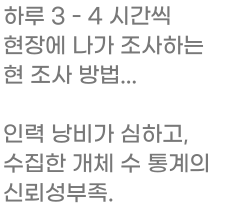 하루 3 - 4 시간씩
현장에 나가 조사하는
현 조사 방법...
인력 낭비가 심하고,
수집한 개체 수 통계의
신뢰성부족.